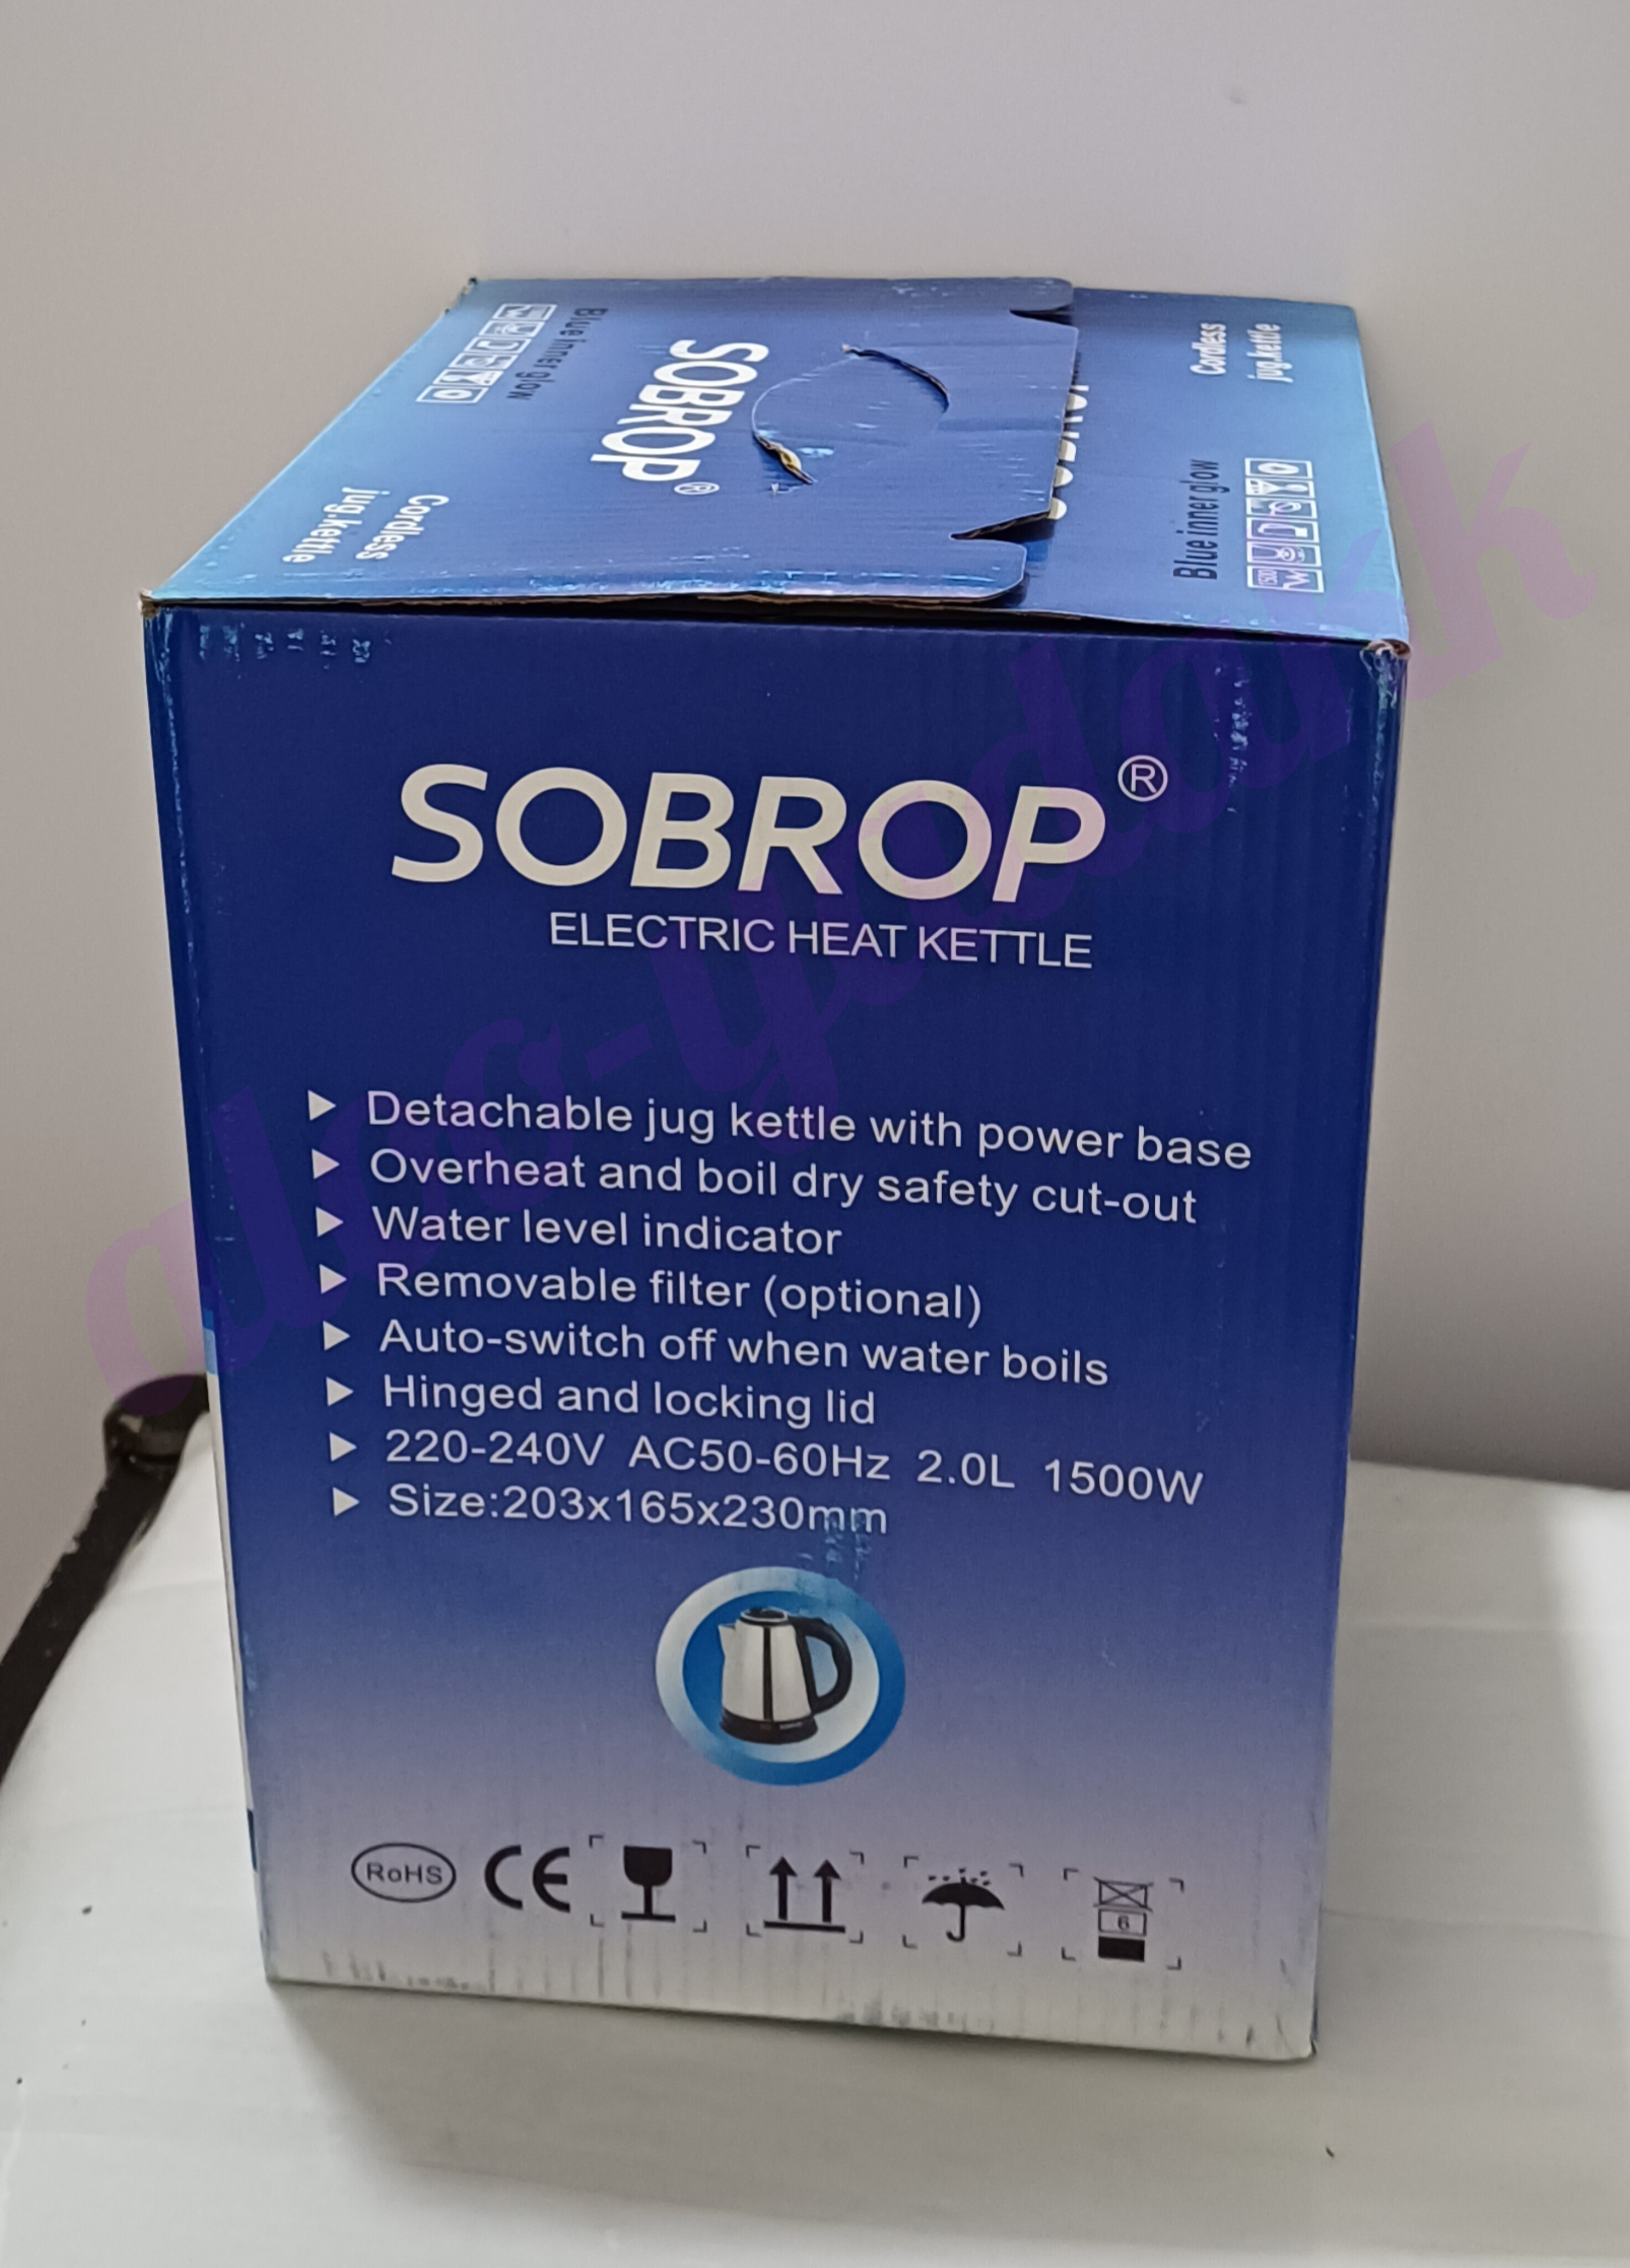 Blue inner glow
SOBROP®
Cordless
jug.kettle
Cordless
jug.kettle
Blue inner glow
1500
W
SOBROP®
ELECTRIC HEAT KETTLE
▶ Detachable jug kettle with power base
▶ Overheat and boil dry safety cut-out
▶ Water level indicator
▶ Removable filter (optional)
▶ Auto-switch off when water boils
▶ Hinged and locking lid
▶ 220-240V AC50-60Hz 2.0L 1500W
▶ Size:203x165x230mm
RoHS CE
6